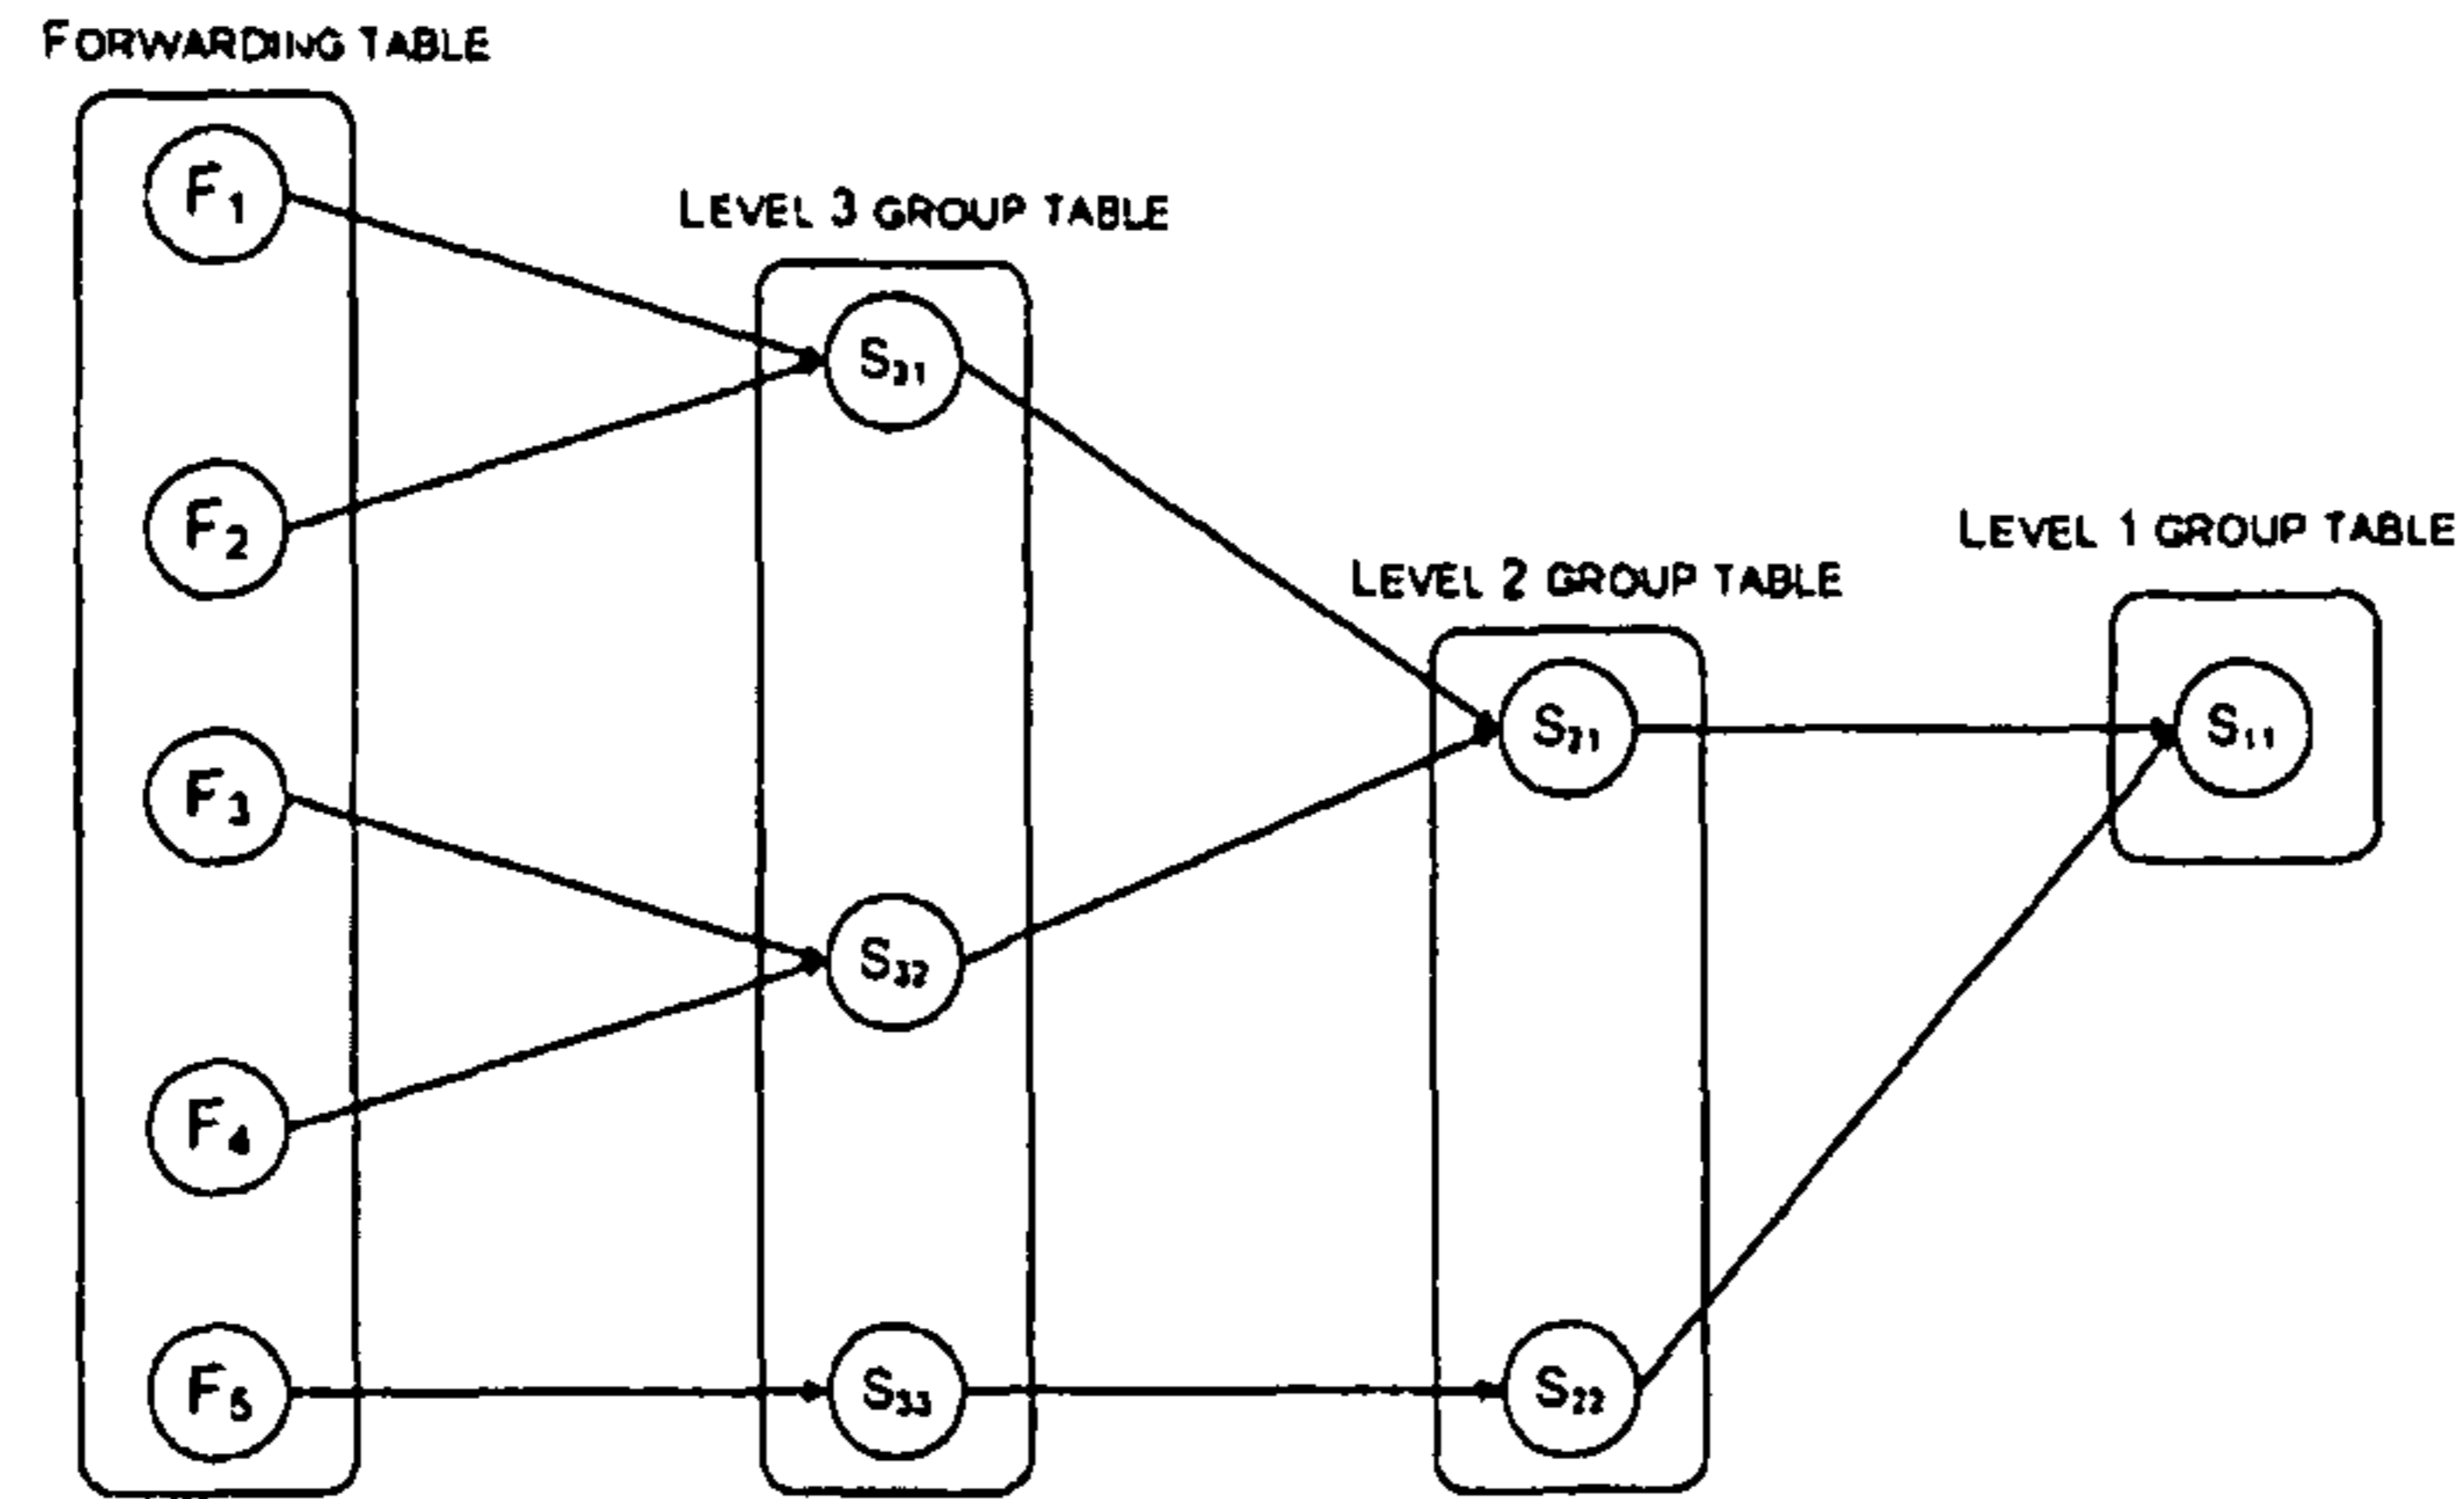 FORWARDING TABLE
F1
LEVEL 3 GROUP TABLE
S31
F2
LEVEL 1 GROUP TABLE
LEVEL 2 GROUP TABLE
S21
S11
F3
S32
F4
F5
S33
S22